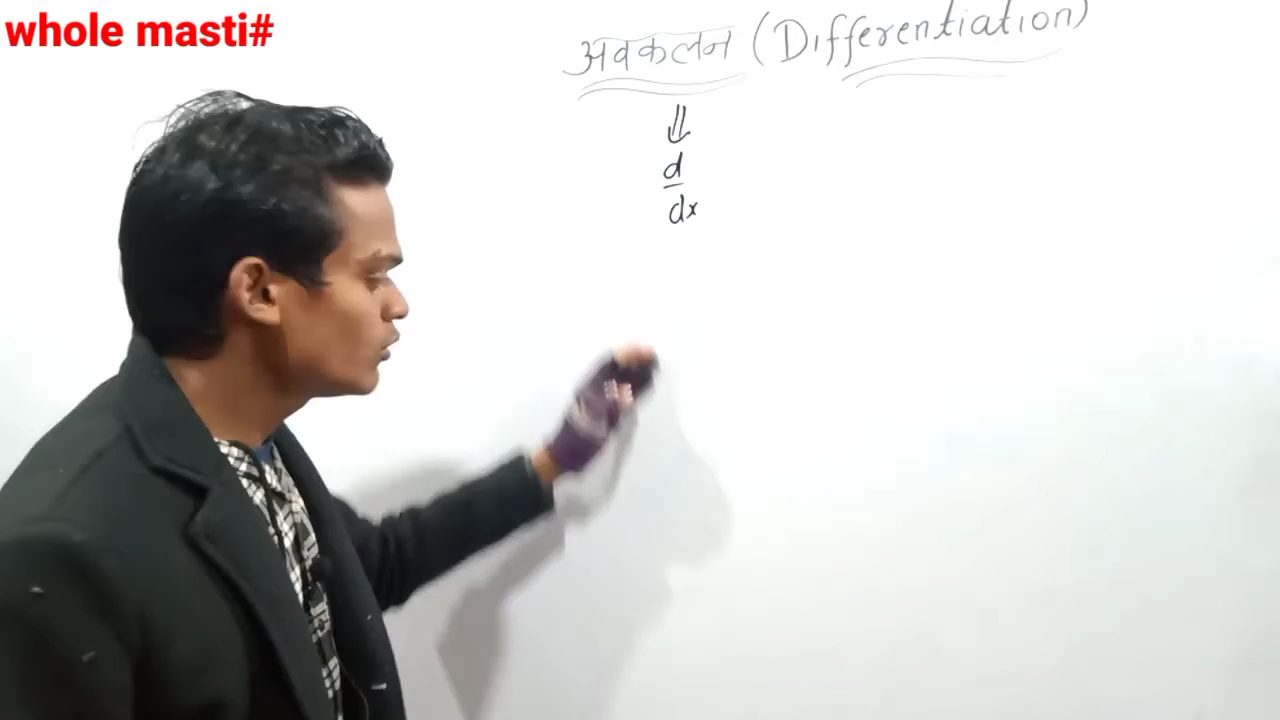 whole masti#
अवकलन (Differentiation)
⇓
d
dx